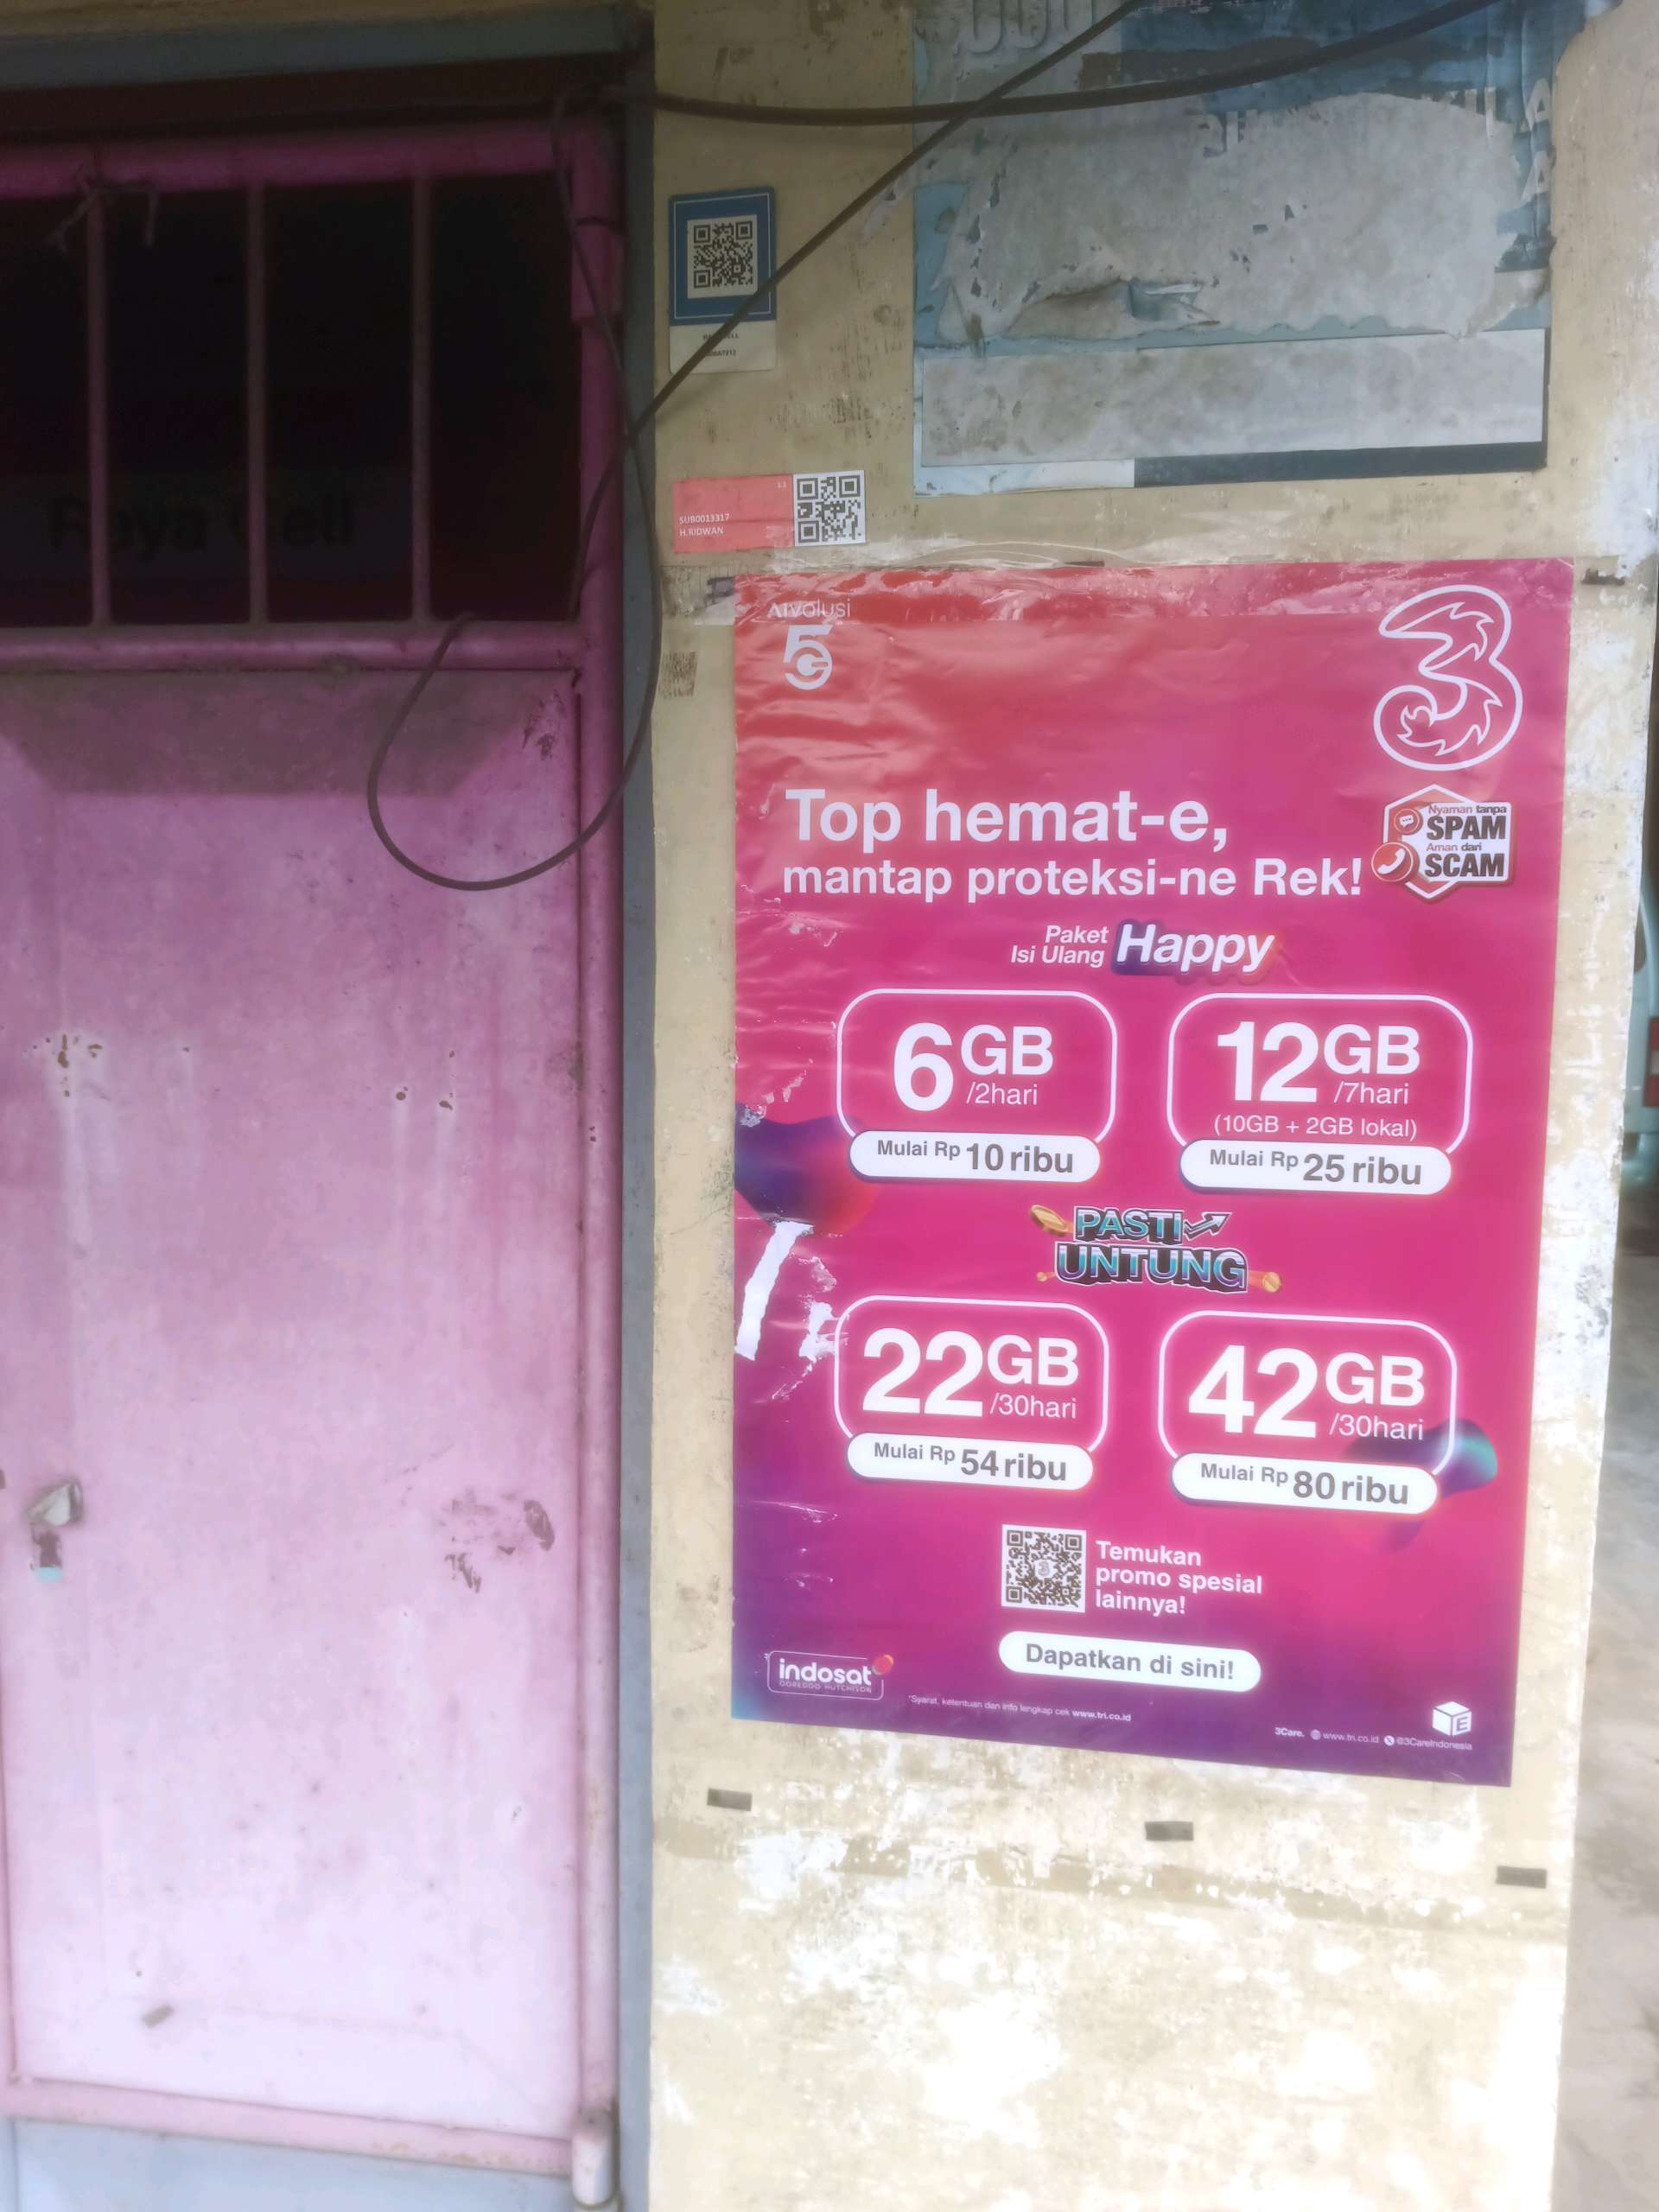 Raya Cell
SUB0013317
H.RIDWAN
AIvolusi
5G
3
Top hemat-e,
mantap proteksi-ne Rek!
Nyaman tanpa
SPAM
Aman dari
SCAM
Paket
Isi Ulang
Happy
6GB
/2hari
Mulai Rp 10 ribu
12GB
/7hari
(10GB + 2GB lokal)
Mulai Rp 25 ribu
PASTI
UNTUNG
22GB
/30hari
Mulai Rp 54 ribu
42GB
/30hari
Mulai Rp 80 ribu
Temukan
promo spesial
lainnya!
Dapatkan di sini!
indosat
OOREDOO HUTCHISON
*Syarat, ketentuan dan info lengkap cek www.tri.co.id
3Care. www.tri.co.id @3CareIndonesia
E